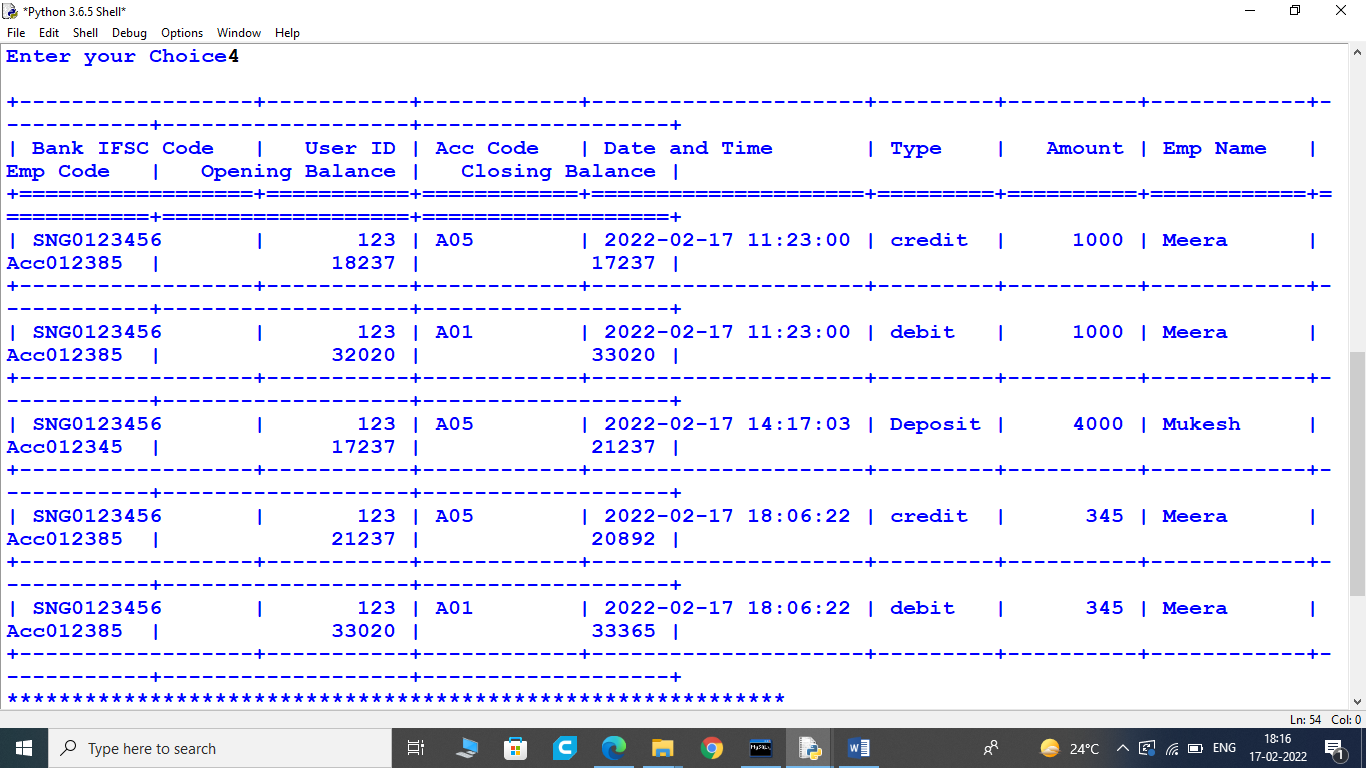 *Python 3.6.5 Shell*
File Edit Shell Debug Options Window Help
Enter your Choice4
+------------------+-----------+------------+---------------------+---------+----------+------------+-
-----------+-------------------+-------------------+
| Bank IFSC Code   |   User ID | Acc Code   | Date and Time       | Type    |   Amount | Emp Name   |
Emp Code   |   Opening Balance |   Closing Balance |
+==================+===========+============+=====================+=========+==========+============+=
===========+===================+===================+
| SNG0123456       |       123 | A05        | 2022-02-17 11:23:00 | credit  |     1000 | Meera      |
Acc012385  |             18237 |             17237 |
+------------------+-----------+------------+---------------------+---------+----------+------------+-
-----------+-------------------+-------------------+
| SNG0123456       |       123 | A01        | 2022-02-17 11:23:00 | debit   |     1000 | Meera      |
Acc012385  |             32020 |             33020 |
+------------------+-----------+------------+---------------------+---------+----------+------------+-
-----------+-------------------+-------------------+
| SNG0123456       |       123 | A05        | 2022-02-17 14:17:03 | Deposit |     4000 | Mukesh     |
Acc012345  |             17237 |             21237 |
+------------------+-----------+------------+---------------------+---------+----------+------------+-
-----------+-------------------+-------------------+
| SNG0123456       |       123 | A05        | 2022-02-17 18:06:22 | credit  |      345 | Meera      |
Acc012385  |             21237 |             20892 |
+------------------+-----------+------------+---------------------+---------+----------+------------+-
-----------+-------------------+-------------------+
| SNG0123456       |       123 | A01        | 2022-02-17 18:06:22 | debit   |      345 | Meera      |
Acc012385  |             33020 |             33365 |
+------------------+-----------+------------+---------------------+---------+----------+------------+-
-----------+-------------------+-------------------+
************************************************************
Ln: 54 Col: 0
Type here to search
24°C
ENG
18:16
17-02-2022
1